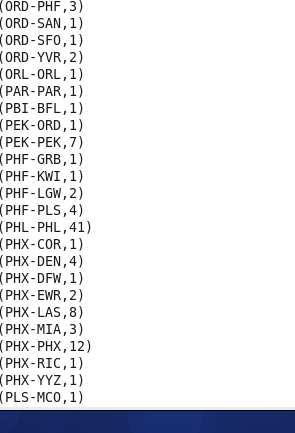 (ORD-PHF,3)
(ORD-SAN,1)
(ORD-SFO,1)
(ORD-YVR,2)
(ORL-ORL,1)
(PAR-PAR,1)
(PBI-BFL,1)
(PEK-ORD,1)
(PEK-PEK,7)
(PHF-GRB,1)
(PHF-KWI,1)
(PHF-LGW,2)
(PHF-PLS,4)
(PHL-PHL,41)
(PHX-COR,1)
(PHX-DEN,4)
(PHX-DFW,1)
(PHX-EWR,2)
(PHX-LAS,8)
(PHX-MIA,3)
(PHX-PHX,12)
(PHX-RIC,1)
(PHX-YYZ,1)
(PLS-MCO,1)